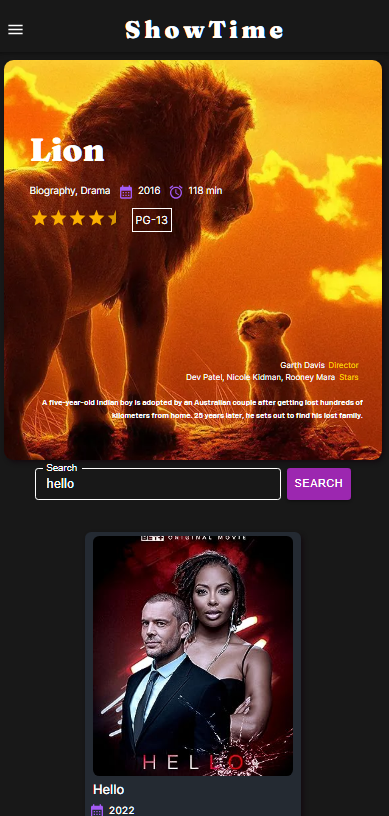 ShowTime
Lion
Biography, Drama 2016 118 min
PG-13
Garth Davis Director
Dev Patel, Nicole Kidman, Rooney Mara Stars
A five-year-old Indian boy is adopted by an Australian couple after getting lost hundreds of
kilometers from home. 25 years later, he sets out to find his lost family.
Search
hello
SEARCH
BET+ ORIGINAL MOVIE
HELLO
Hello
2022